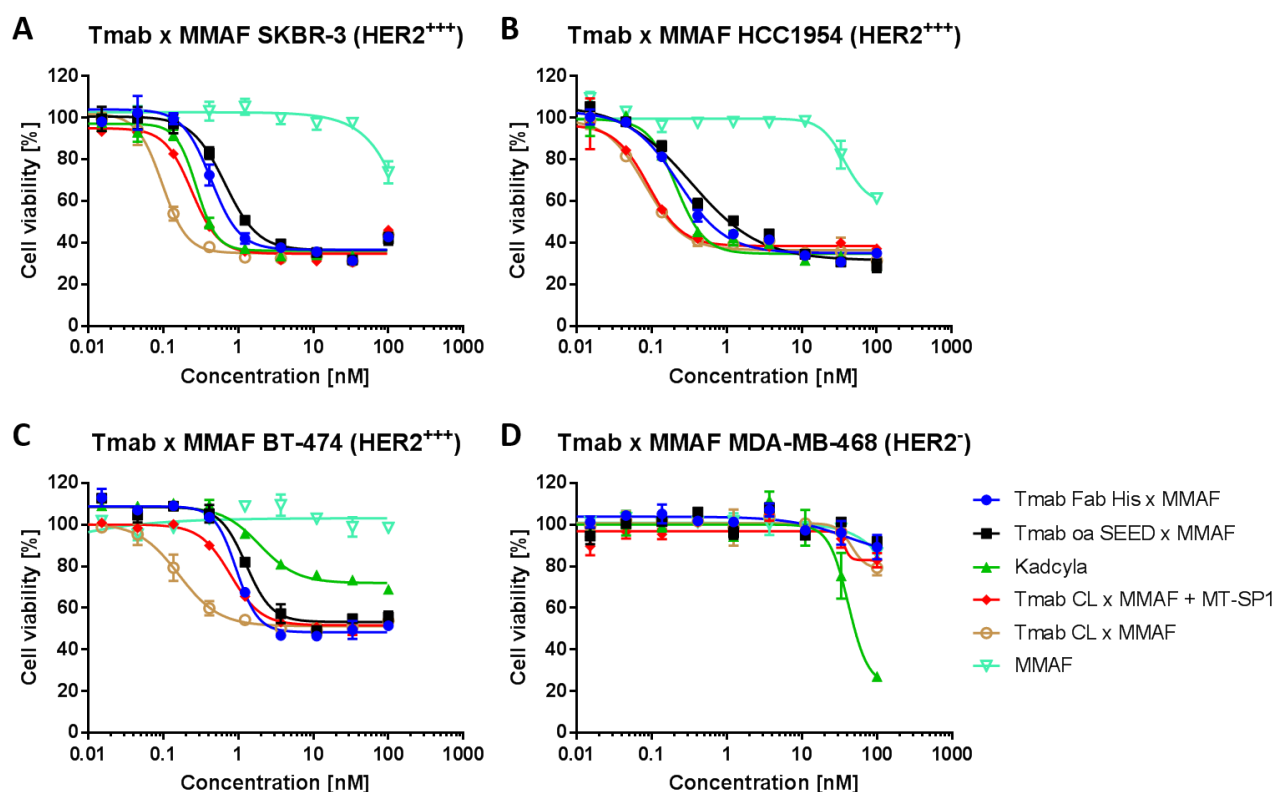 A
Tmab x MMAF SKBR-3 (HER2+++)
Cell viability [%]
120
100
80
60
40
20
0
0.01 0.1 1 10 100 1000
Concentration [nM]
B
Tmab x MMAF HCC1954 (HER2+++)
Cell viability [%]
120
100
80
60
40
20
0
0.01 0.1 1 10 100 1000
Concentration [nM]
C
Tmab x MMAF BT-474 (HER2+++)
Cell viability [%]
120
100
80
60
40
20
0
0.01 0.1 1 10 100 1000
Concentration [nM]
D
Tmab x MMAF MDA-MB-468 (HER2-)
Cell viability [%]
120
100
80
60
40
20
0
0.01 0.1 1 10 100 1000
Concentration [nM]
Tmab Fab His x MMAF
Tmab oa SEED x MMAF
Kadcyla
Tmab CL x MMAF + MT-SP1
Tmab CL x MMAF
MMAF